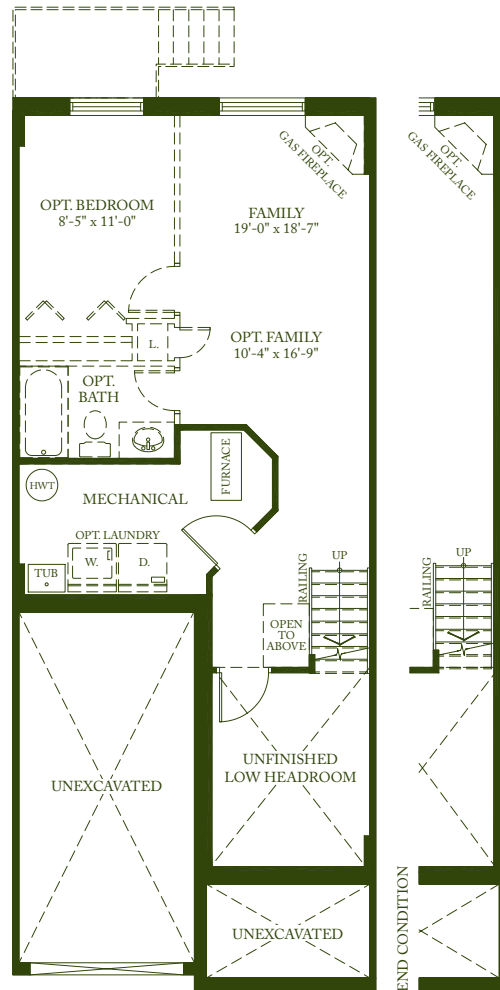 OPT.
GAS FIREPLACE
OPT.
GAS FIREPLACE
OPT. BEDROOM
8'-5" x 11'-0"
FAMILY
19'-0" x 18'-7"
OPT. FAMILY
10'-4" x 16'-9"
L.
OPT.
BATH
FURNACE
HWT
MECHANICAL
OPT. LAUNDRY
W.
D.
TUB
RAILING
UP
RAILING
UP
OPEN
TO
ABOVE
UNFINISHED
LOW HEADROOM
UNEXCAVATED
UNEXCAVATED
END CONDITION